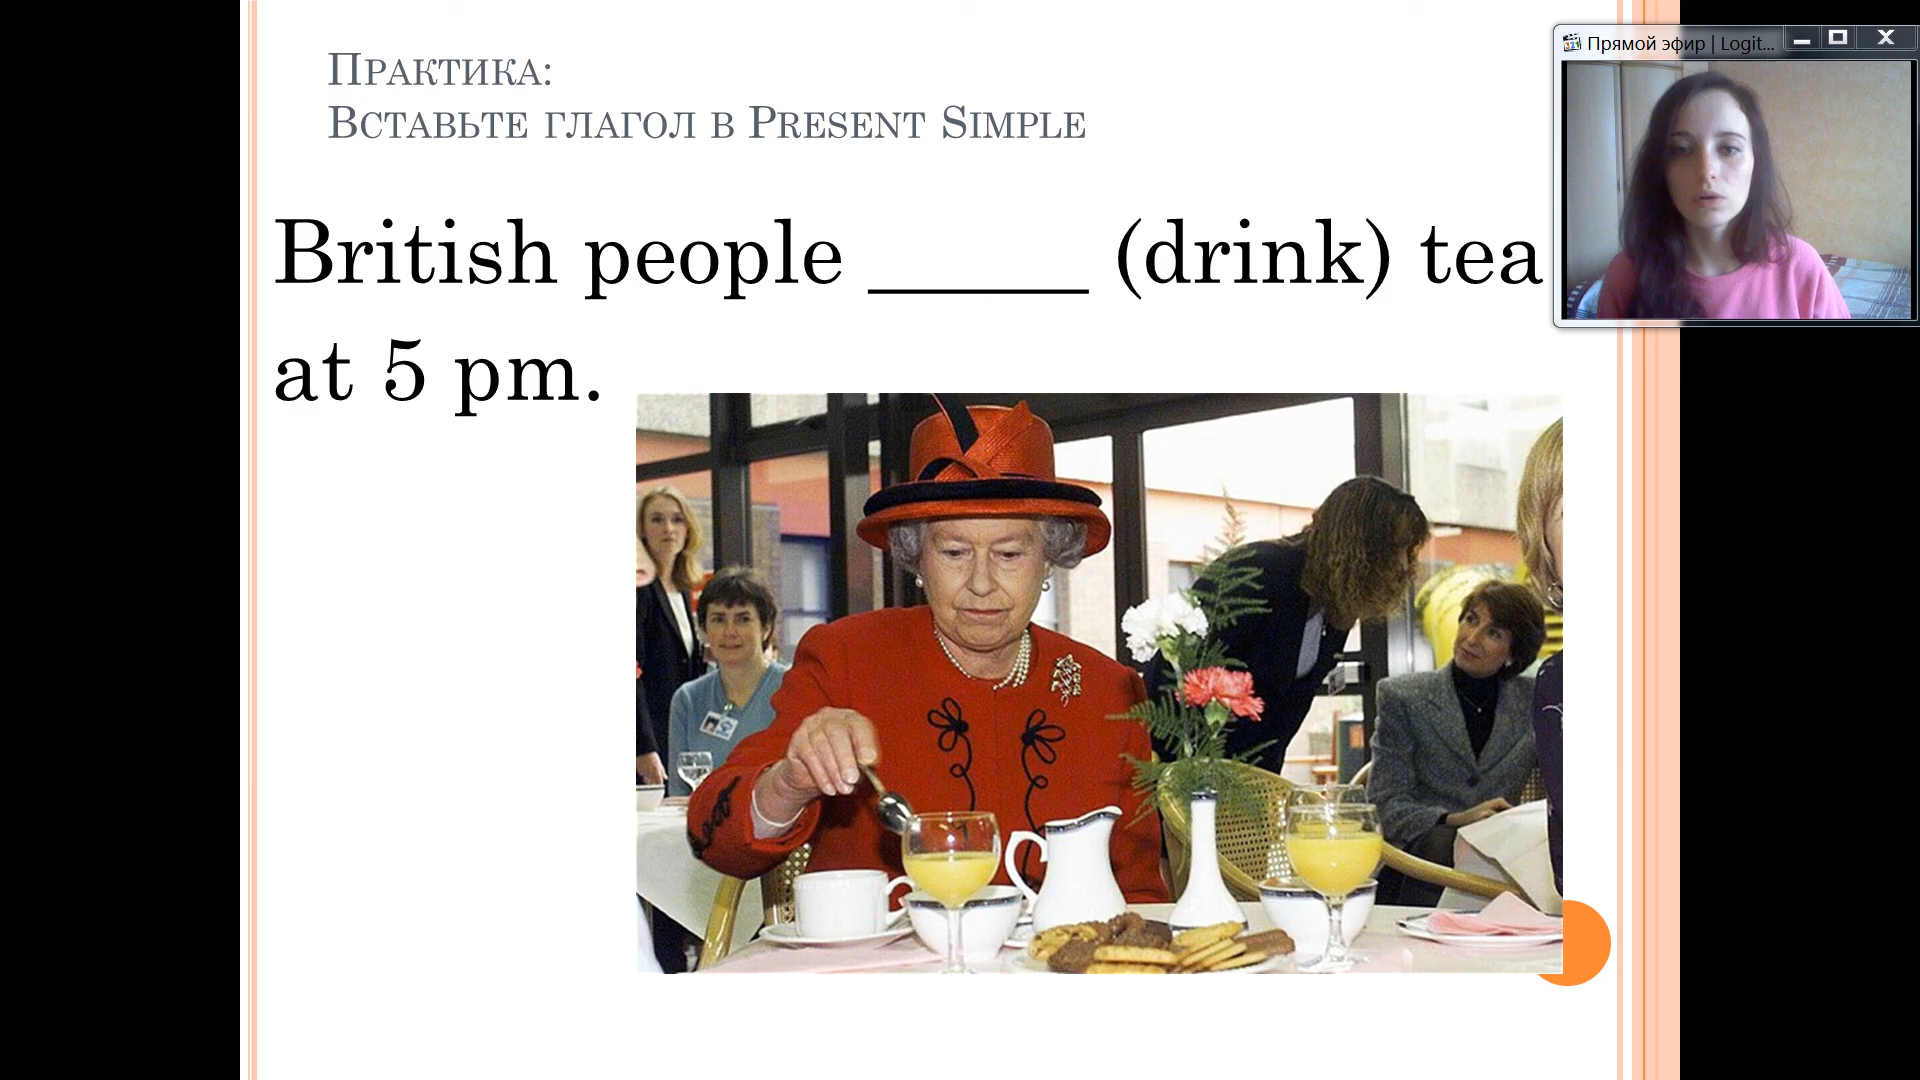 Практика:
Вставьте глагол в Present Simple
British people _____ (drink) tea
at 5 pm.
Прямой эфир | Logit...